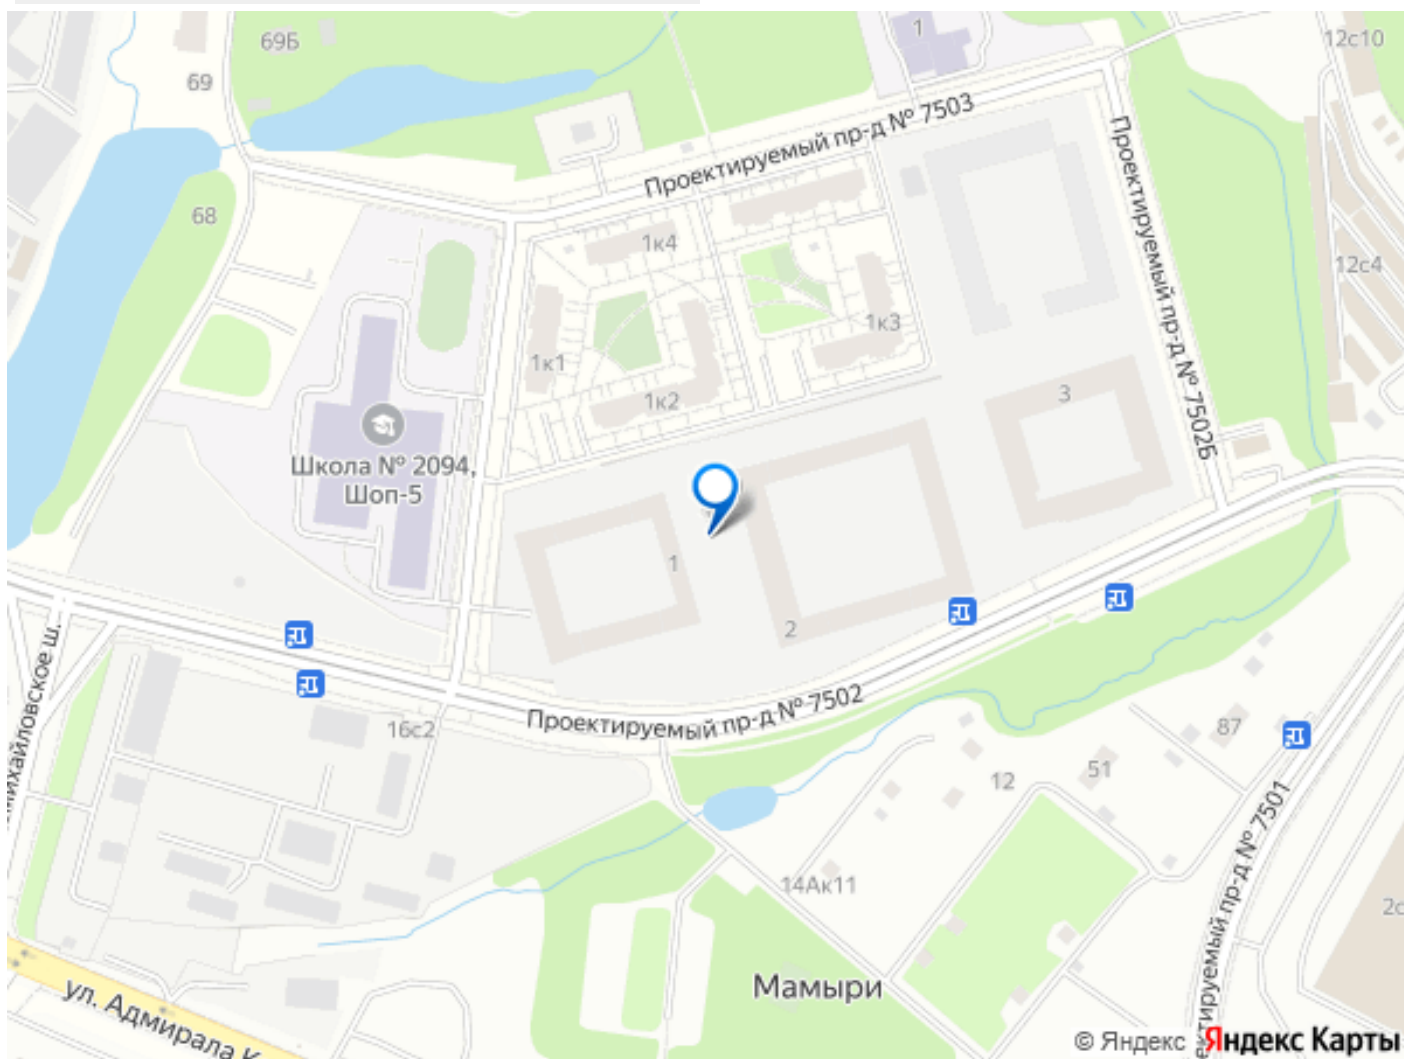 69Б
1
12с10
69
Проектируемый пр-д № 7503
Проектируемый пр-д № 7502Б
68
1к4
12с4
1к3
1к1
1к2
3
Школа № 2094,
Шоп-5
1
2
михайловское ш.
Проектируемый пр-д № 7502
16с2
87
51
12
ектируемый пр-д № 7501
14Ак11
2с
Мамыри
ул. Адмирала К
© Яндекс Яндекс Карты